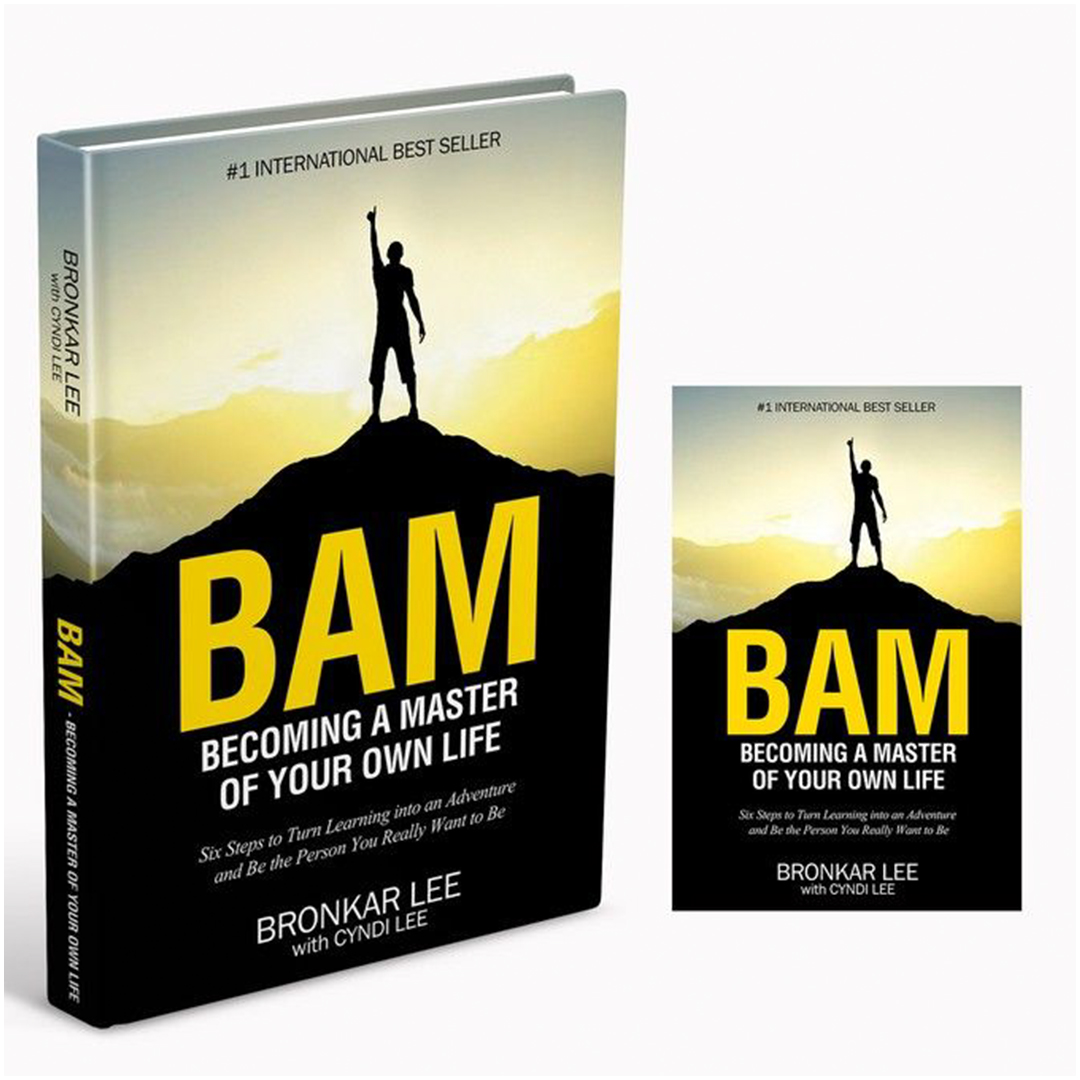 #1 INTERNATIONAL BEST SELLER
BAM
BECOMING A MASTER
OF YOUR OWN LIFE
Six Steps to Turn Learning into an Adventure
and Be the Person You Really Want to Be
BRONKAR LEE
with CYNDI LEE
BRONKAR LEE
with CYNDI LEE
BAM - BECOMING A MASTER OF YOUR OWN LIFE
#1 INTERNATIONAL BEST SELLER
BAM
BECOMING A MASTER
OF YOUR OWN LIFE
Six Steps to Turn Learning into an Adventure
and Be the Person You Really Want to Be
BRONKAR LEE
with CYNDI LEE